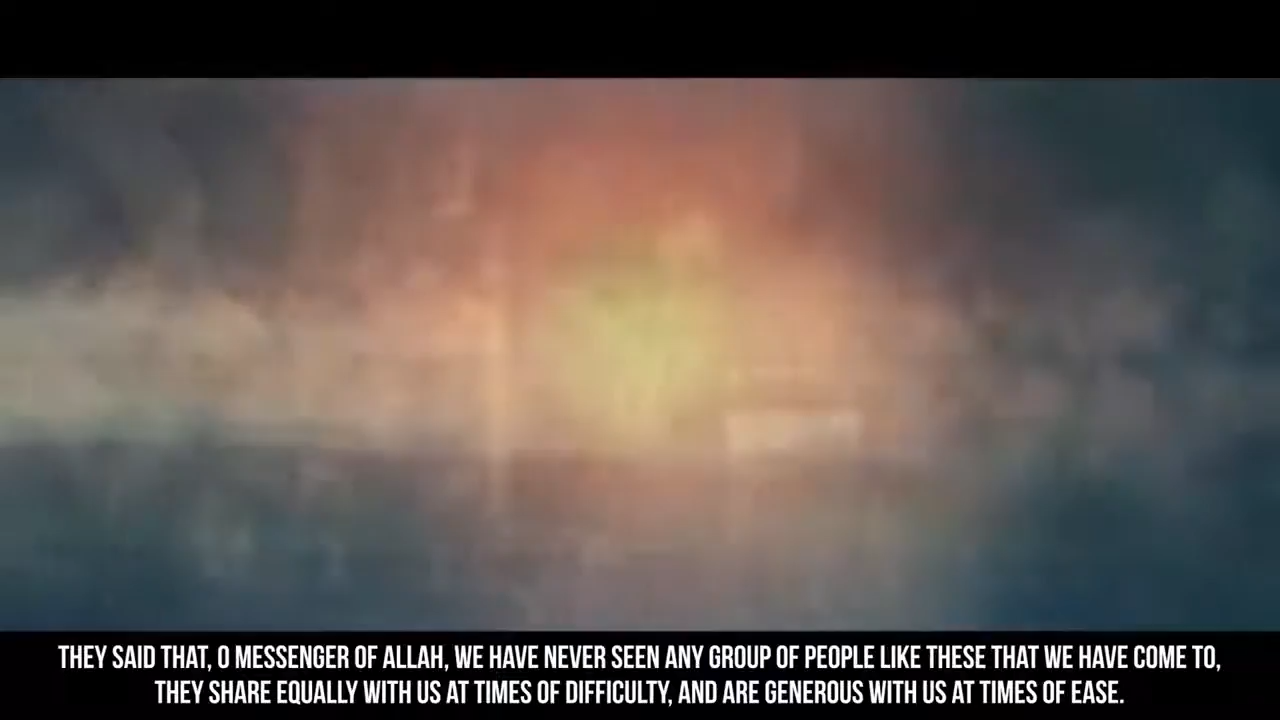 THEY SAID THAT, O MESSENGER OF ALLAH, WE HAVE NEVER SEEN ANY GROUP OF PEOPLE LIKE THESE THAT WE HAVE COME TO,
THEY SHARE EQUALLY WITH US AT TIMES OF DIFFICULTY, AND ARE GENEROUS WITH US AT TIMES OF EASE.